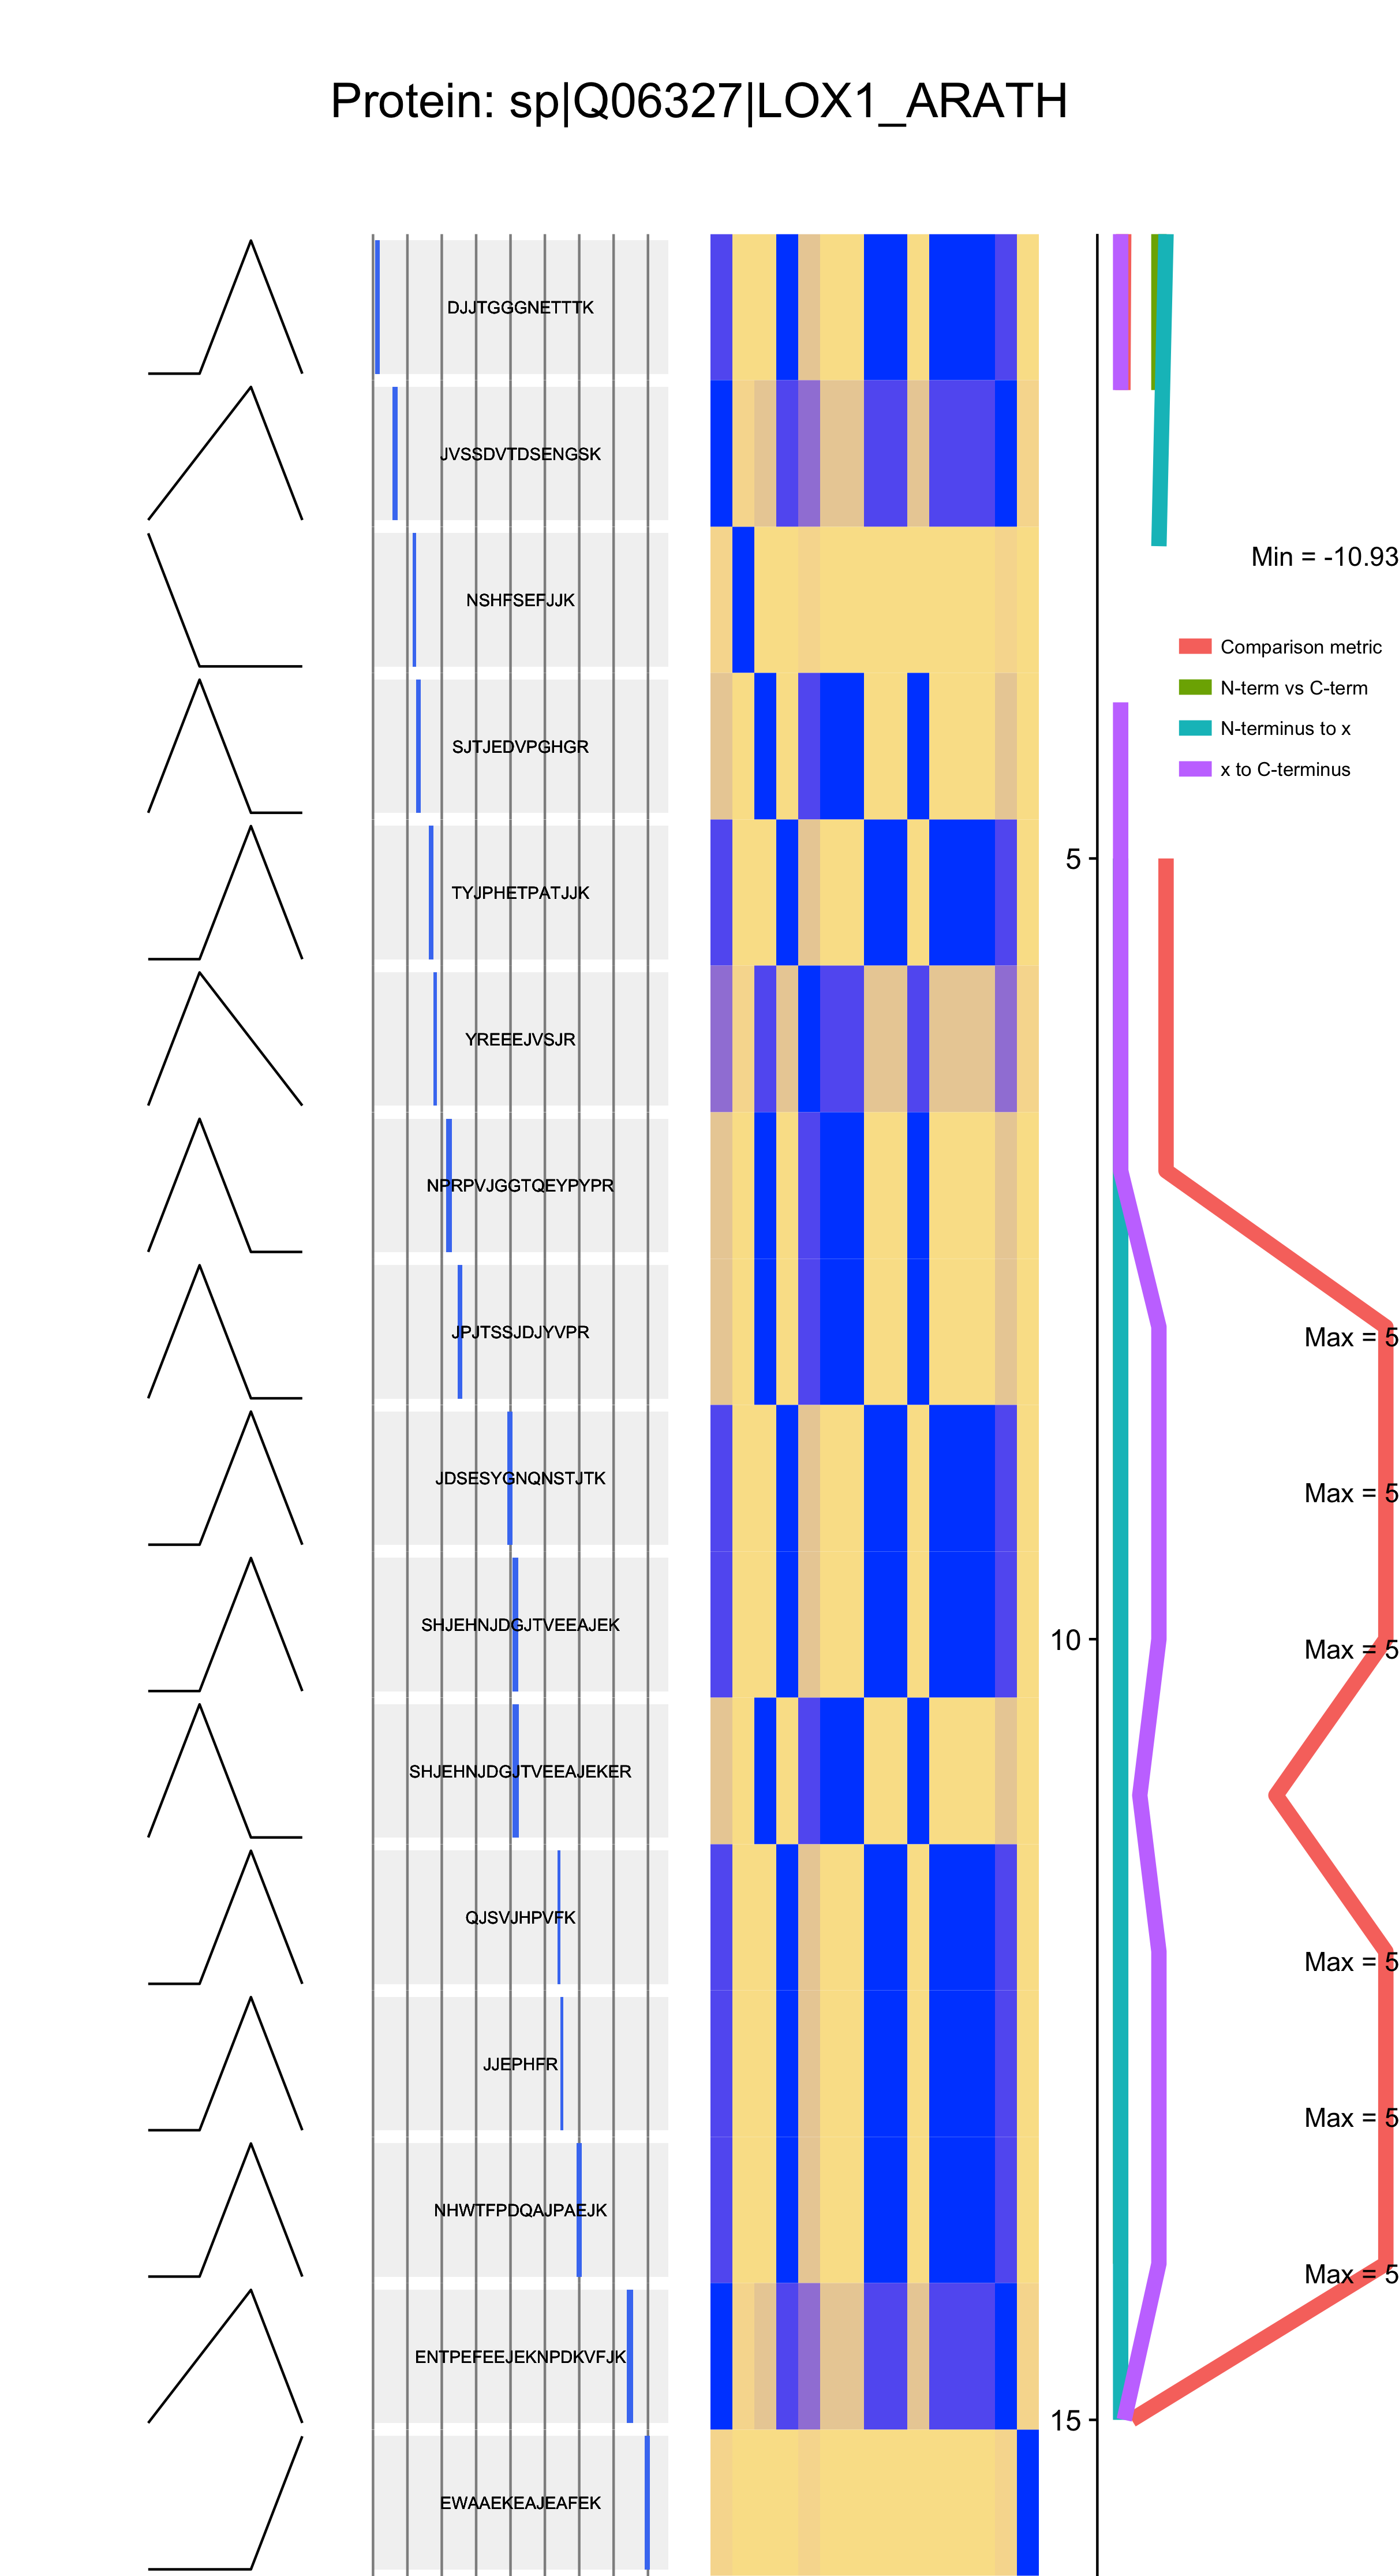 Protein: sp|Q06327|LOX1_ARATH
DJJTGGGNETTTK
JVSSDVTDSENGSK
Min = -10.93
NSHFSEFJJK
Comparison metric
N-term vs C-term
N-terminus to x
x to C-terminus
SJTJEDVPGHGR
5
TYJPHETPATJJK
YREEEJVSJR
NPRPVJGGTQEYPYPR
JPJTSSJDJYVPR
Max = 5
JDSESYGNQNSTJTK
Max = 5
SHJEHNJDGJTVEEAJEK
10
Max = 5
SHJEHNJDGJTVEEAJEKER
QJSVJHPVFK
Max = 5
JJEPHFR
Max = 5
NHWTFPDQAJPAEJK
Max = 5
ENTPEFEEJEKNPDKVFJK
15
EWAAEKEAJEAFEK